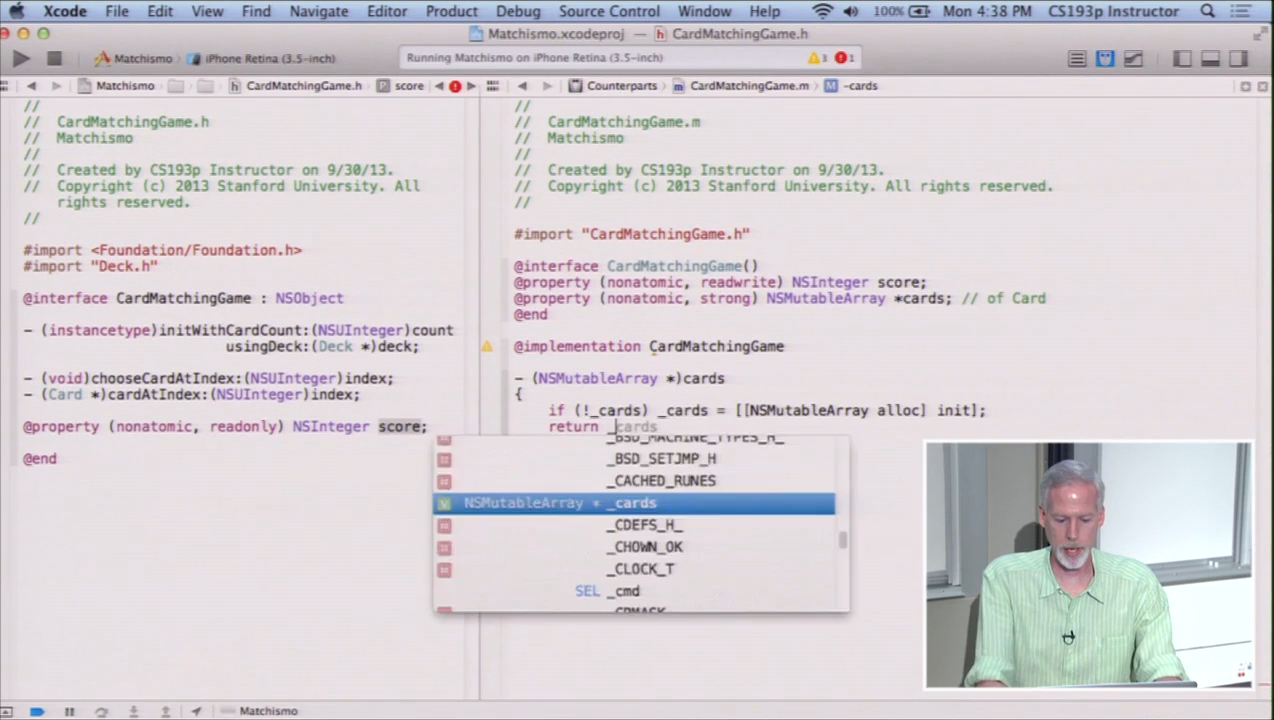 Xcode File Edit View Find Navigate Editor Product Debug Source Control Window Help 100% Mon 4:38 PM CS193p Instructor
Matchismo.xcodeproj — CardMatchingGame.h
Matchismo iPhone Retina (3.5-inch) Running Matchismo on iPhone Retina (3.5-inch) 3 1
Matchismo CardMatchingGame.h P score
Counterparts CardMatchingGame.m M -cards
//
// CardMatchingGame.h
// Matchismo
//
// Created by CS193p Instructor on 9/30/13.
// Copyright (c) 2013 Stanford University. All
rights reserved.
//
#import <Foundation/Foundation.h>
#import "Deck.h"
@interface CardMatchingGame : NSObject
- (instancetype)initWithCardCount:(NSUInteger)count
usingDeck:(Deck *)deck;
- (void)chooseCardAtIndex:(NSUInteger)index;
- (Card *)cardAtIndex:(NSUInteger)index;
@property (nonatomic, readonly) NSInteger score;
@end
//
// CardMatchingGame.m
// Matchismo
//
// Created by CS193p Instructor on 9/30/13.
// Copyright (c) 2013 Stanford University. All rights reserved.
//
#import "CardMatchingGame.h"
@interface CardMatchingGame()
@property (nonatomic, readwrite) NSInteger score;
@property (nonatomic, strong) NSMutableArray *cards; // of Card
@end
@implementation CardMatchingGame
- (NSMutableArray *)cards
{
if (!_cards) _cards = [[NSMutableArray alloc] init];
return _cards
_BSD_MACHINE_TYPES_H_
_BSD_SETJMP_H
_CACHED_RUNES
V NSMutableArray * _cards
_CDEFS_H_
_CHOWN_OK
_CLOCK_T
SEL _cmd
Matchismo